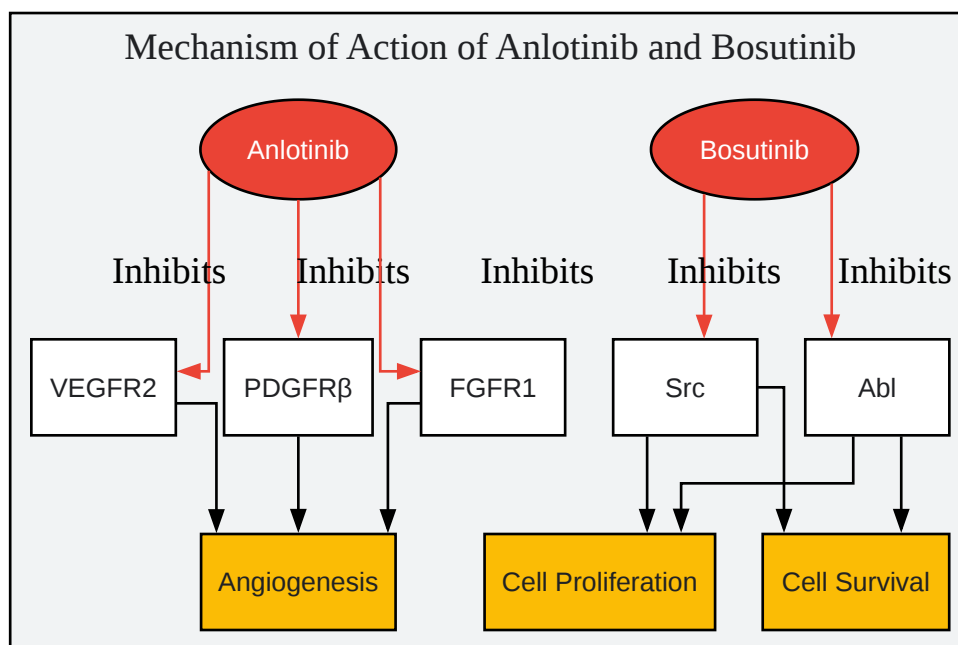 Mechanism of Action of Anlotinib and Bosutinib
Anlotinib
Bosutinib
Inhibits
Inhibits
Inhibits
Inhibits
Inhibits
VEGFR2
PDGFRβ
FGFR1
Src
Abl
Angiogenesis
Cell Proliferation
Cell Survival